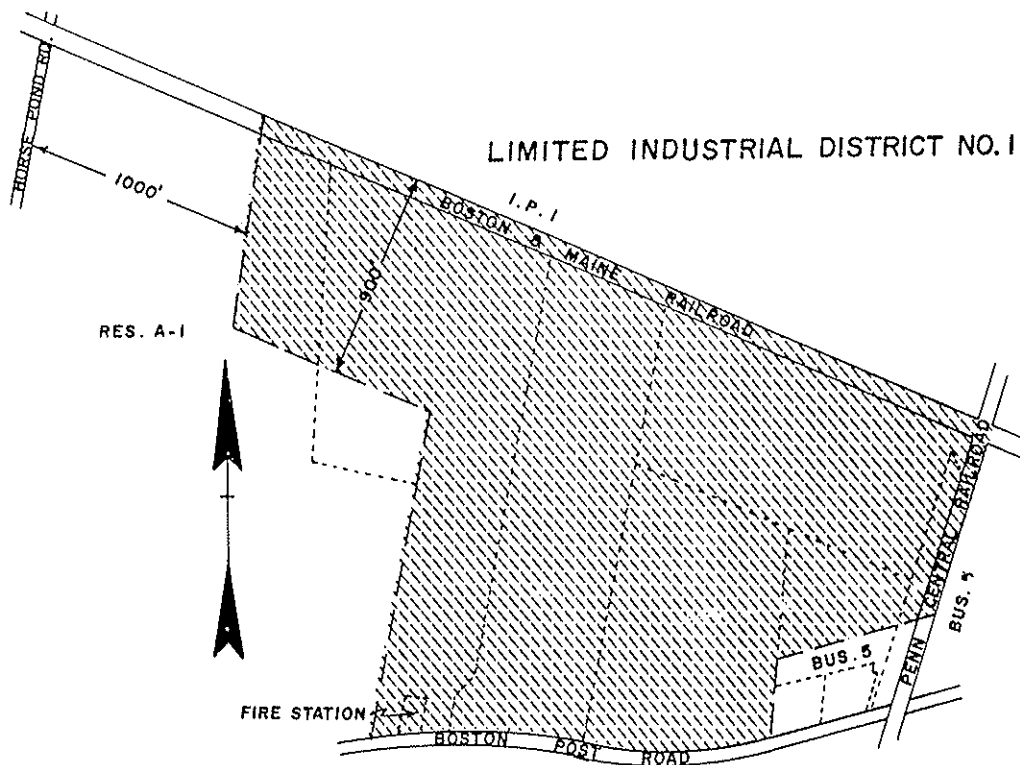 HORSE POND RD.
LIMITED INDUSTRIAL DISTRICT NO. 1
1000'
I.P. 1
BOSTON & MAINE RAILROAD
900'
RES. A-1
PENN CENTRAL RAILROAD
BUS. 5
BUS. 5
FIRE STATION
BOSTON POST ROAD